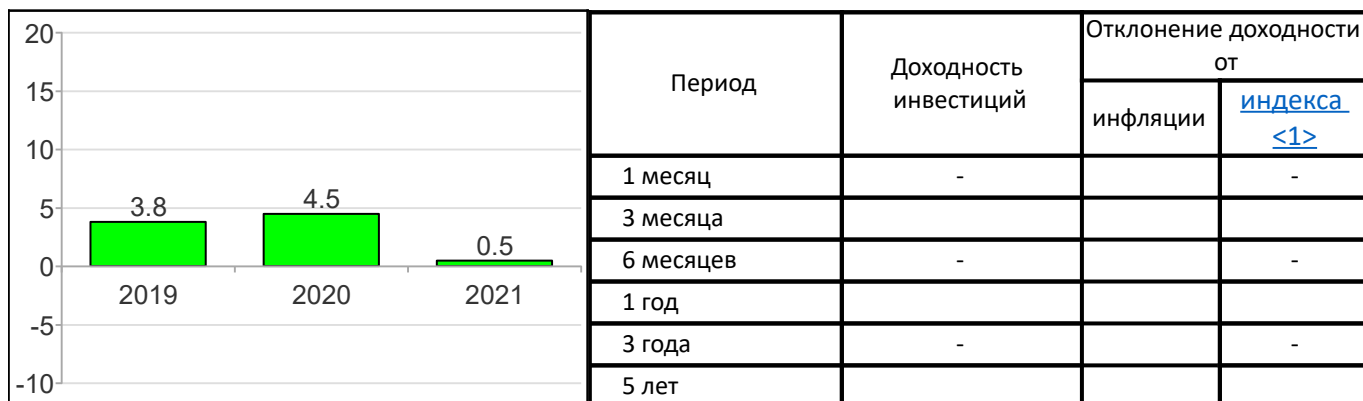 20
15
10
5
0
-5
-10
3.8
4.5
0.5
2019
2020
2021
Период
Доходность
инвестиций
Отклонение доходности
от
инфляции
индекса
<1>
1 месяц - -
3 месяца
6 месяцев - -
1 год
3 года - -
5 лет